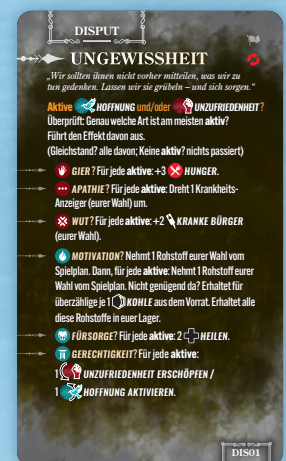 DISPUT
UNGEWISSHEIT
„Wir sollten ihnen nicht vorher mitteilen, was wir zu
tun gedenken. Lassen wir sie grübeln – und sich sorgen.“
Aktive HOFFNUNG und/oder UNZUFRIEDENHEIT?
Überprüft: Genau welche Art ist am meisten aktiv?
Führt den Effekt davon aus.
(Gleichstand? alle davon; Keine aktiv? nichts passiert)
GIER? Für jede aktive: +3 HUNGER.
APATHIE? Für jede aktive: Dreht 1 Krankheits-
Anzeiger (eurer Wahl) um.
WUT? Für jede aktive: +2 KRANKE BÜRGER
(eurer Wahl).
MOTIVATION? Nehmt 1 Rohstoff eurer Wahl vom
Spielplan. Dann, für jede aktive: Nehmt 1 Rohstoff eurer
Wahl vom Spielplan. Nicht genügend da? Erhaltet für
überzählige je 1 KOHLE aus dem Vorrat. Erhaltet alle
diese Rohstoffe in euer Lager.
FÜRSORGE? Für jede aktive: 2 HEILEN.
GERECHTIGKEIT? Für jede aktive:
1 UNZUFRIEDENHEIT ERSCHÖPFEN /
1 HOFFNUNG AKTIVIEREN.
DIS01